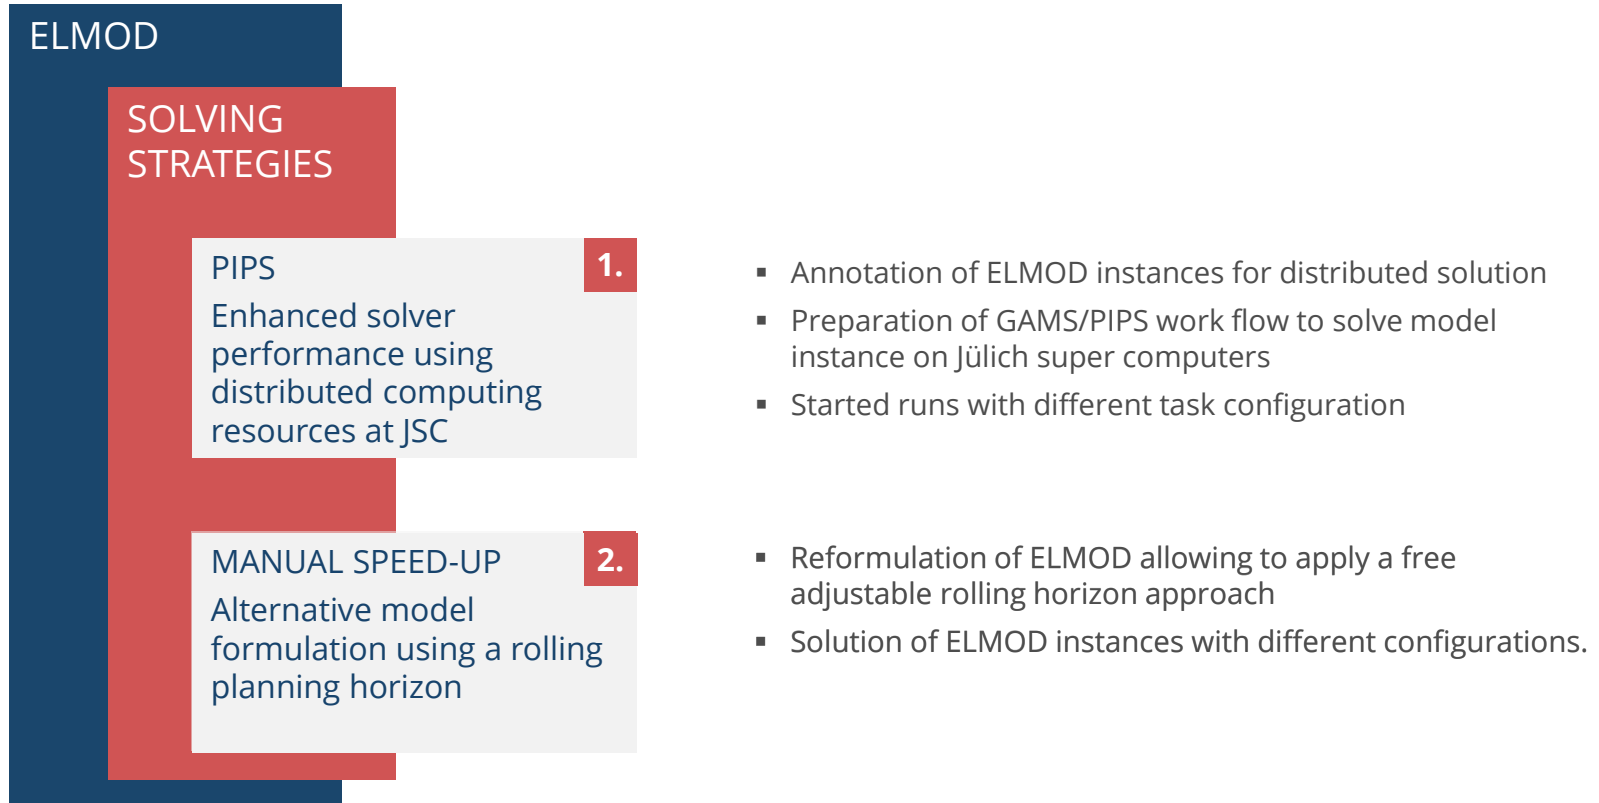 ELMOD
SOLVING
STRATEGIES
PIPS
1.
Enhanced solver
performance using
distributed computing
resources at JSC
▪ Annotation of ELMOD instances for distributed solution
▪ Preparation of GAMS/PIPS work flow to solve model
instance on Jülich super computers
▪ Started runs with different task configuration
MANUAL SPEED-UP
2.
Alternative model
formulation using a rolling
planning horizon
▪ Reformulation of ELMOD allowing to apply a free
adjustable rolling horizon approach
▪ Solution of ELMOD instances with different configurations.